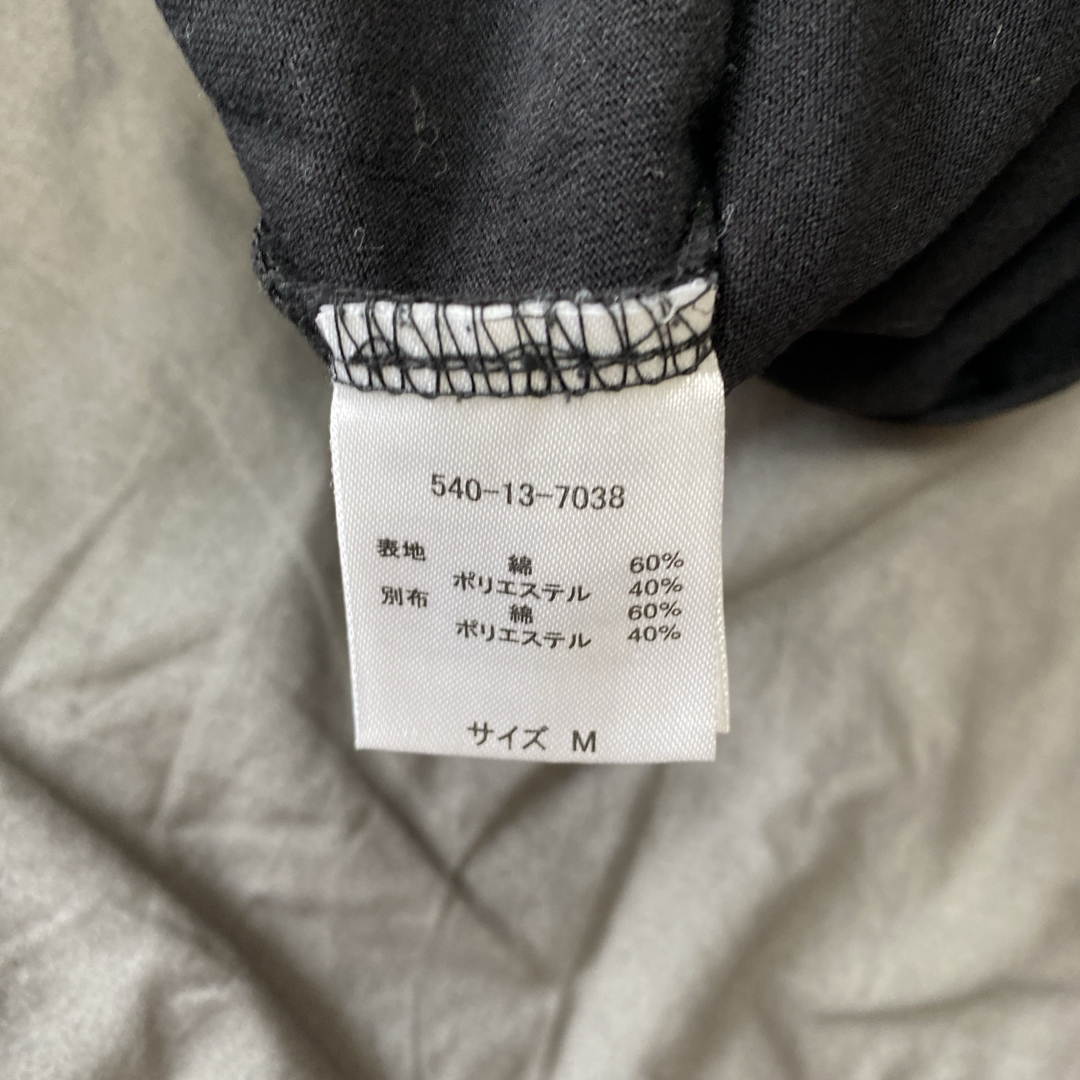 540-13-7038
表地 綿 60%
ポリエステル 40%
別布 綿 60%
ポリエステル 40%
サイズ M